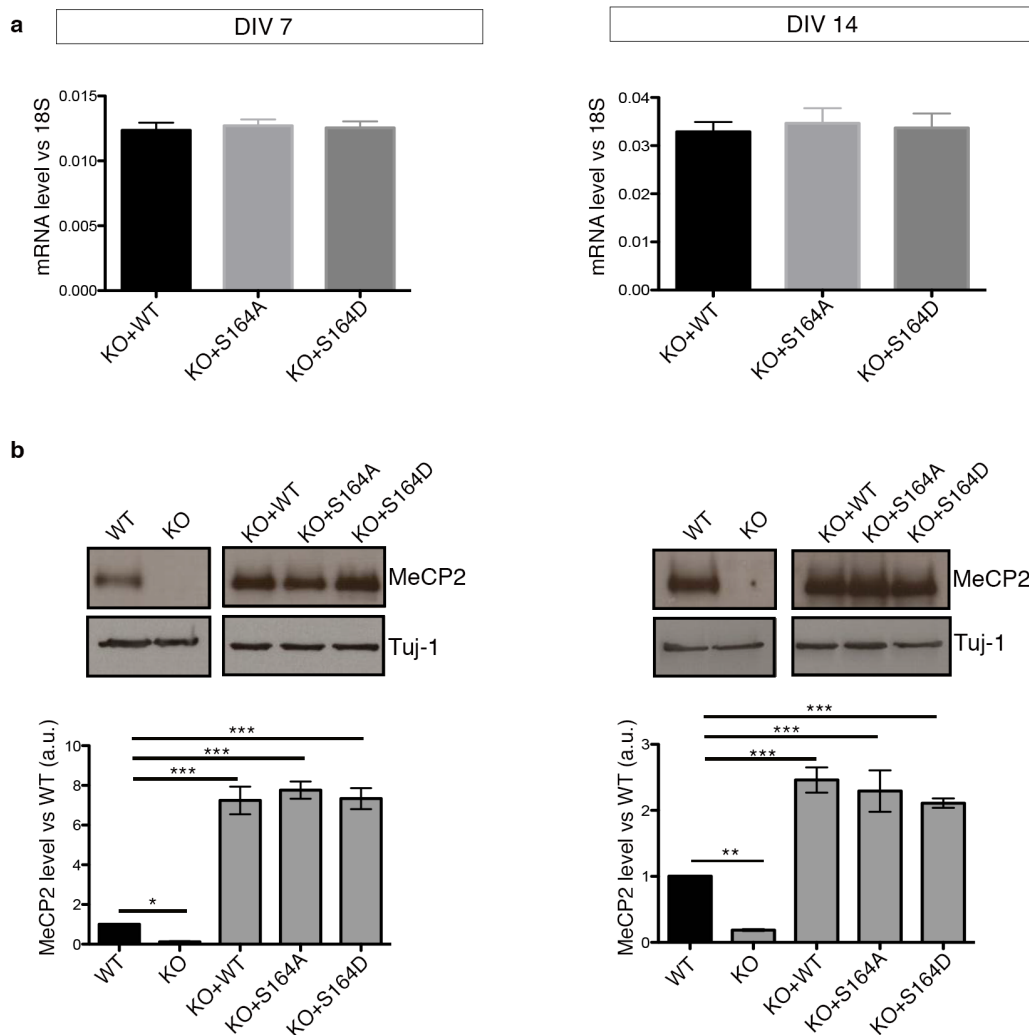 a
DIV 7
DIV 14
mRNA level vs 18S
0.015
0.010
0.005
0.000
KO+WT
KO+S164A
KO+S164D
mRNA level vs 18S
0.04
0.03
0.02
0.01
0.00
KO+WT
KO+S164A
KO+S164D
b
WT
KO
KO+WT
KO+S164A
KO+S164D
MeCP2
Tuj-1
WT
KO
KO+WT
KO+S164A
KO+S164D
MeCP2
Tuj-1
MeCP2 level vs WT (a.u.)
10
8
6
4
2
0
***
***
***
*
WT
KO
KO+WT
KO+S164A
KO+S164D
MeCP2 level vs WT (a.u.)
3
2
1
0
***
***
***
**
WT
KO
KO+WT
KO+S164A
KO+S164D